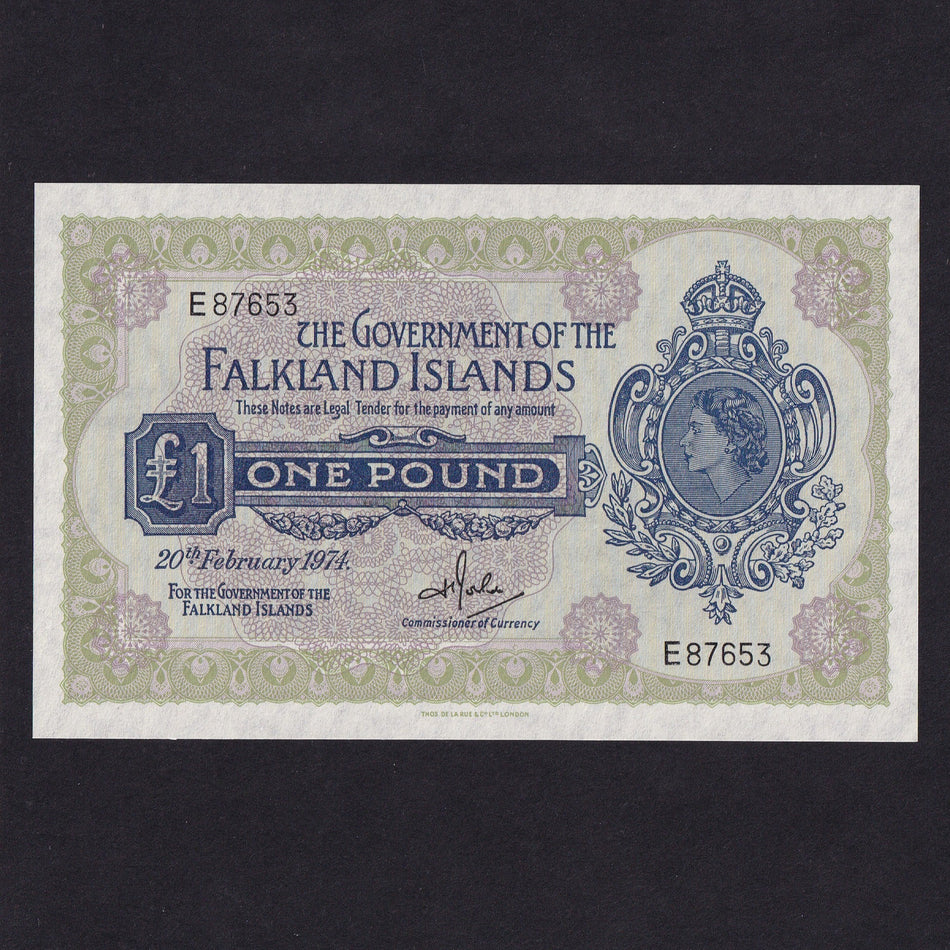 E 87653
THE GOVERNMENT OF THE
FALKLAND ISLANDS
These Notes are Legal Tender for the payment of any amount
£1
ONE POUND
20th February 1974.
FOR THE GOVERNMENT OF THE
FALKLAND ISLANDS
Commissioner of Currency
E 87653
THOS. DE LA RUE & Co. LTD LONDON